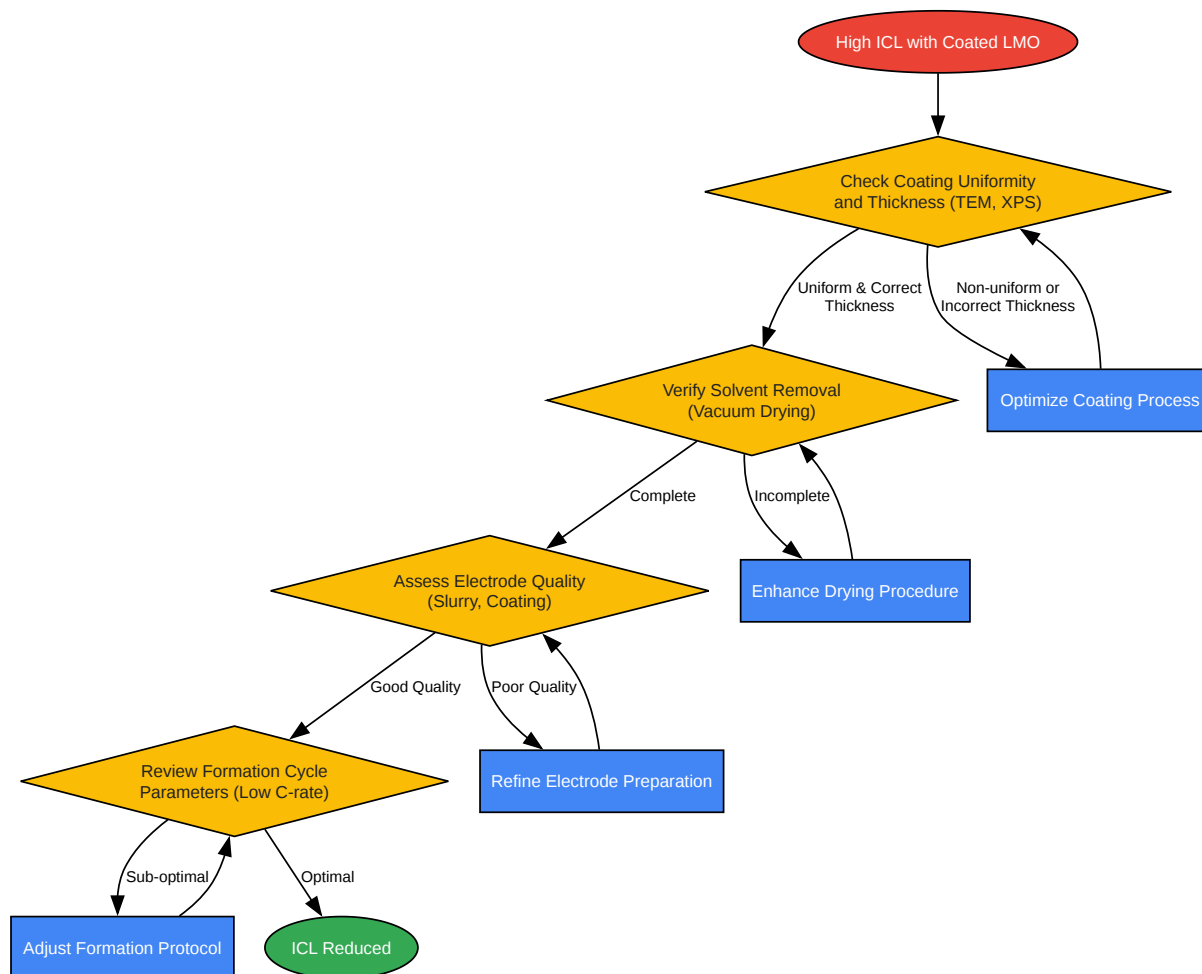 High ICL with Coated LMO
Check Coating Uniformity
and Thickness (TEM, XPS)
Uniform & Correct
Thickness
Non-uniform or
Incorrect Thickness
Verify Solvent Removal
(Vacuum Drying)
Optimize Coating Process
Complete
Incomplete
Assess Electrode Quality
(Slurry, Coating)
Enhance Drying Procedure
Good Quality
Poor Quality
Review Formation Cycle
Parameters (Low C-rate)
Refine Electrode Preparation
Sub-optimal
Optimal
Adjust Formation Protocol
ICL Reduced